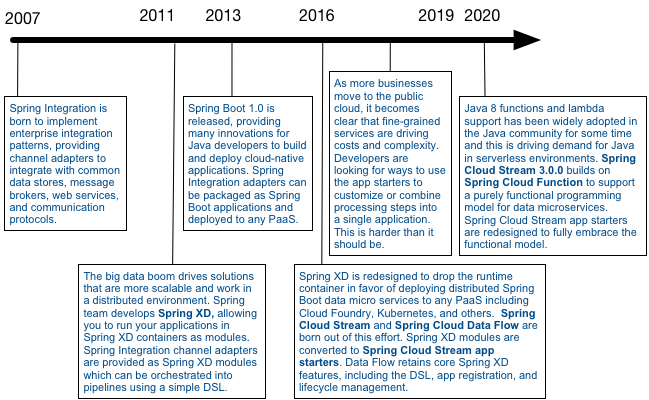 2007
2011
2013
2016
2019
2020
Spring Integration is
born to implement
enterprise integration
patterns, providing
channel adapters to
integrate with common
data stores, message
brokers, web services,
and communication
protocols.
The big data boom drives solutions
that are more scalable and work in
a distributed environment. Spring
team develops Spring XD, allowing
you to run your applications in
Spring XD containers as modules.
Spring Integration channel adapters
are provided as Spring XD modules
which can be orchestrated into
pipelines using a simple DSL.
Spring Boot 1.0 is
released, providing
many innovations for
Java developers to build
and deploy cloud-native
applications. Spring
Integration adapters can
be packaged as Spring
Boot applications and
deployed to any PaaS.
Spring XD is redesigned to drop the runtime
container in favor of deploying distributed Spring
Boot data micro services to any PaaS including
Cloud Foundry, Kubernetes, and others. Spring
Cloud Stream and Spring Cloud Data Flow are
born out of this effort. Spring XD modules are
converted to Spring Cloud Stream app
starters. Data Flow retains core Spring XD
features, including the DSL, app registration, and
lifecycle management.
As more businesses
move to the public
cloud, it becomes
clear that fine-grained
services are driving
costs and complexity.
Developers are
looking for ways to use
the app starters to
customize or combine
processing steps into
a single application.
This is harder than it
should be.
Java 8 functions and lambda
support has been widely adopted in
the Java community for some time
and this is driving demand for Java
in serverless environments. Spring
Cloud Stream 3.0.0 builds on
Spring Cloud Function to support
a purely functional programming
model for data microservices.
Spring Cloud Stream app starters
are redesigned to fully embrace the
functional model.